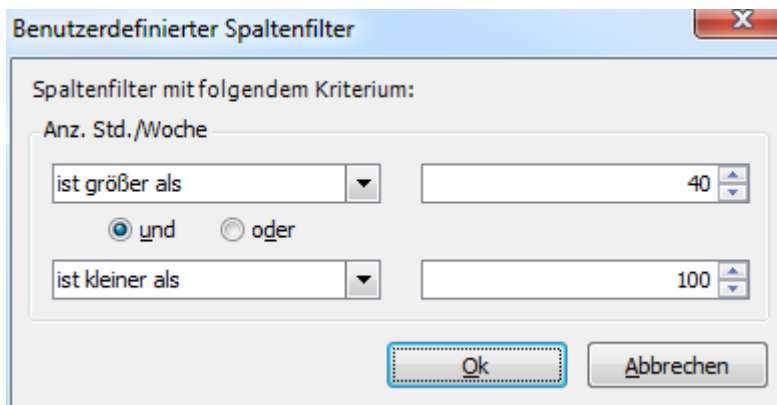 Benutzerdefinierter Spaltenfilter
Spaltenfilter mit folgendem Kriterium:
Anz. Std./Woche
ist größer als 40
und oder
ist kleiner als 100
Ok Abbrechen